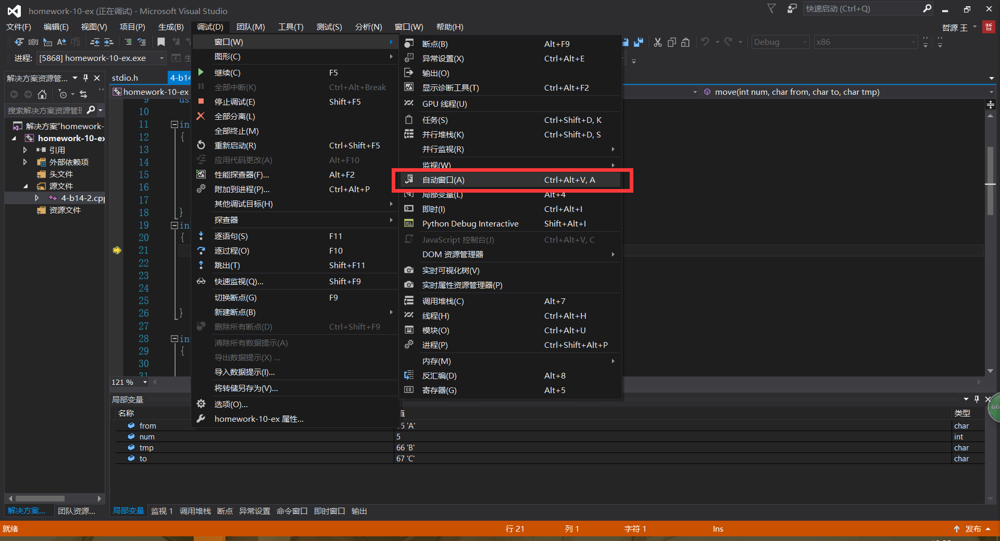 homework-10-ex (正在调试) - Microsoft Visual Studio
快速启动 (Ctrl+Q)
文件(F) 编辑(E) 视图(V) 项目(P) 生成(B) 调试(D) 团队(M) 工具(T) 测试(S) 分析(N) 窗口(W) 帮助(H)
哲源 王
哲
Debug
x86
进程: [5868] homework-10-ex.exe
生
解决方案资源管...
搜索解决方案资源管理
解决方案"homework-
homework-10-ex
引用
外部依赖项
头文件
源文件
4-b14-2.cpp
资源文件
解决方案...
团队资源...
stdio.h
4-b14
homework-10-ex
move(int num, char from, char to, char tmp)
9 us
10
11 in
12 {
13
14
15
16
17
18 }
19 in
20 {
21
22
23
24
25
26 }
27
28 in
29 {
30
31
121 %
窗口(W)
图形(C)
继续(C) F5
全部中断(K) Ctrl+Alt+Break
停止调试(E) Shift+F5
全部分离(L)
全部终止(M)
重新启动(R) Ctrl+Shift+F5
应用代码更改(A) Alt+F10
性能探查器(F)... Alt+F2
附加到进程(P)... Ctrl+Alt+P
其他调试目标(H)
探查器
逐语句(S) F11
逐过程(O) F10
跳出(T) Shift+F11
快速监视(Q)... Shift+F9
切换断点(G) F9
新建断点(B)
删除所有断点(D) Ctrl+Shift+F9
清除所有数据提示(A)
导出数据提示(X) ...
导入数据提示(I)...
将转储另存为(V)...
选项(O)...
homework-10-ex 属性...
断点(B) Alt+F9
异常设置(X) Ctrl+Alt+E
输出(O)
显示诊断工具(T) Ctrl+Alt+F2
GPU 线程(U)
任务(S) Ctrl+Shift+D, K
并行堆栈(K) Ctrl+Shift+D, S
并行监视(R)
监视(W)
自动窗口(A) Ctrl+Alt+V, A
局部变量(L) Alt+4
即时(I) Ctrl+Alt+I
Python Debug Interactive Shift+Alt+I
JavaScript 控制台(J) Ctrl+Alt+V, C
DOM 资源管理器
实时可视化树(V)
实时属性资源管理器(P)
调用堆栈(C) Alt+7
线程(H) Ctrl+Alt+H
模块(O) Ctrl+Alt+U
进程(P) Ctrl+Shift+Alt+P
内存(M)
反汇编(D) Alt+8
寄存器(G) Alt+5
局部变量
名称 值 类型
from 5 'A' char
num 5 int
tmp 66 'B' char
to 67 'C' char
66
局部变量 监视 1 调用堆栈 断点 异常设置 命令窗口 即时窗口 输出
就绪 行 21 列 1 字符 1 Ins 发布